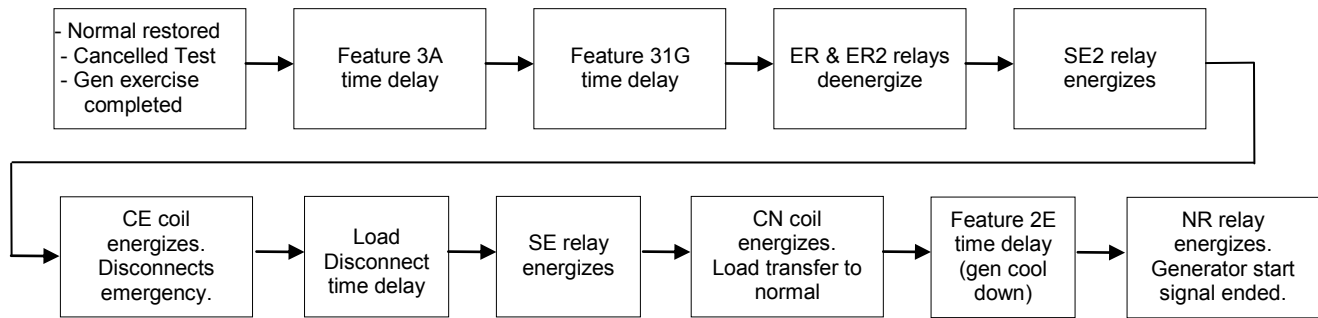 - Normal restored
- Cancelled Test
- Gen exercise
completed
Feature 3A
time delay
Feature 31G
time delay
ER & ER2 relays
deenergize
SE2 relay
energizes
CE coil
energizes.
Disconnects
emergency.
Load
Disconnect
time delay
SE relay
energizes
CN coil
energizes.
Load transfer to
normal
Feature 2E
time delay
(gen cool
down)
NR relay
energizes.
Generator start
signal ended.